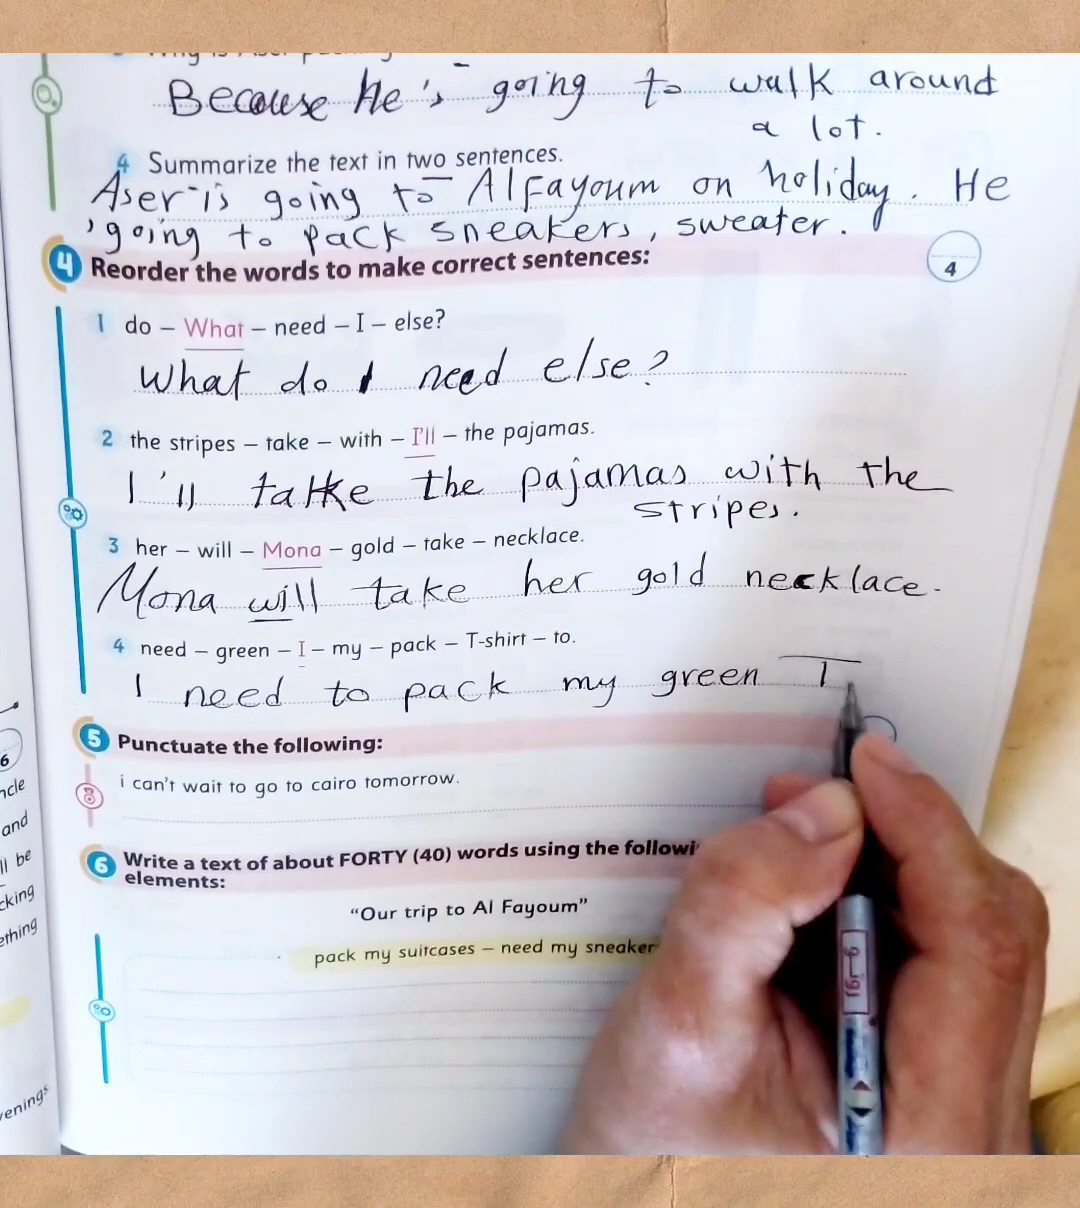 Because He's going to walk around
a lot.
4 Summarize the text in two sentences.
Aser is going to Al Fayoum on holiday. He
's going to pack sneakers, sweater.
4 Reorder the words to make correct sentences:
4
1 do – What – need – I – else?
What do I need else?
2 the stripes – take – with – I'll – the pajamas.
I'll take the pajamas with the
stripes.
3 her – will – Mona – gold – take – necklace.
Mona will take her gold necklace.
4 need – green – I – my – pack – T-shirt – to.
I need to pack my green T
5 Punctuate the following:
i can't wait to go to cairo tomorrow.
6 Write a text of about FORTY (40) words using the followi
elements:
"Our trip to Al Fayoum"
pack my suitcases – need my sneaker
6
and
ll be
cking
ething
venings